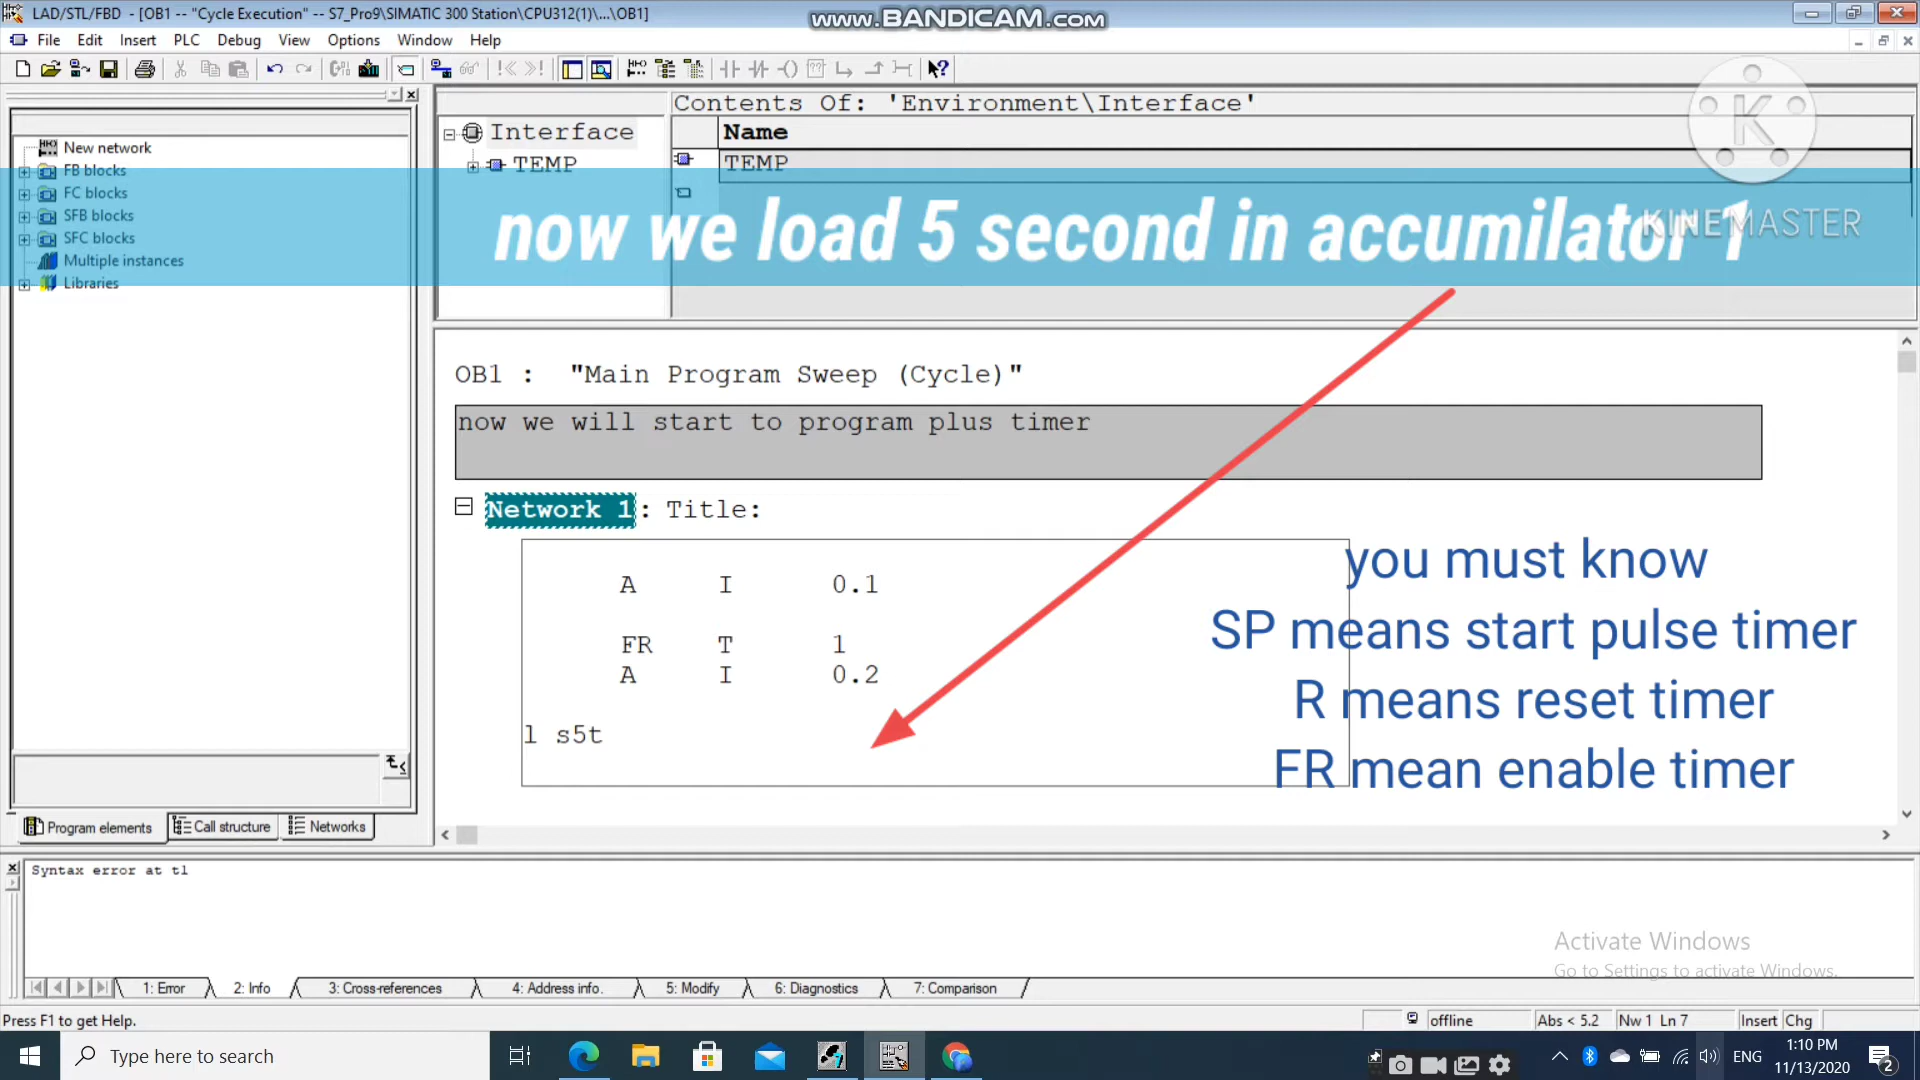 LAD/STL/FBD - [OB1 -- "Cycle Execution" -- S7_Pro9\SIMATIC 300 Station\CPU312(1)\...\OB1]
www.BANDICAM.com
File Edit Insert PLC Debug View Options Window Help
Contents Of: 'Environment\Interface'
Interface
TEMP
Name
TEMP
New network
FB blocks
FC blocks
SFB blocks
SFC blocks
Multiple instances
Libraries
K
KINEMASTER
now we load 5 second in accumilator 1
OB1 : "Main Program Sweep (Cycle)"
now we will start to program plus timer
Network 1: Title:
A I 0.1
FR T 1
A I 0.2
l s5t
you must know
SP means start pulse timer
R means reset timer
FR mean enable timer
Program elements Call structure Networks
Syntax error at tl
Activate Windows
Go to Settings to activate Windows.
1: Error 2: Info 3: Cross-references 4: Address info. 5: Modify 6: Diagnostics 7: Comparison
Press F1 to get Help.
offline Abs < 5.2 Nw 1 Ln 7 Insert Chg
Type here to search
ENG
1:10 PM
11/13/2020
2